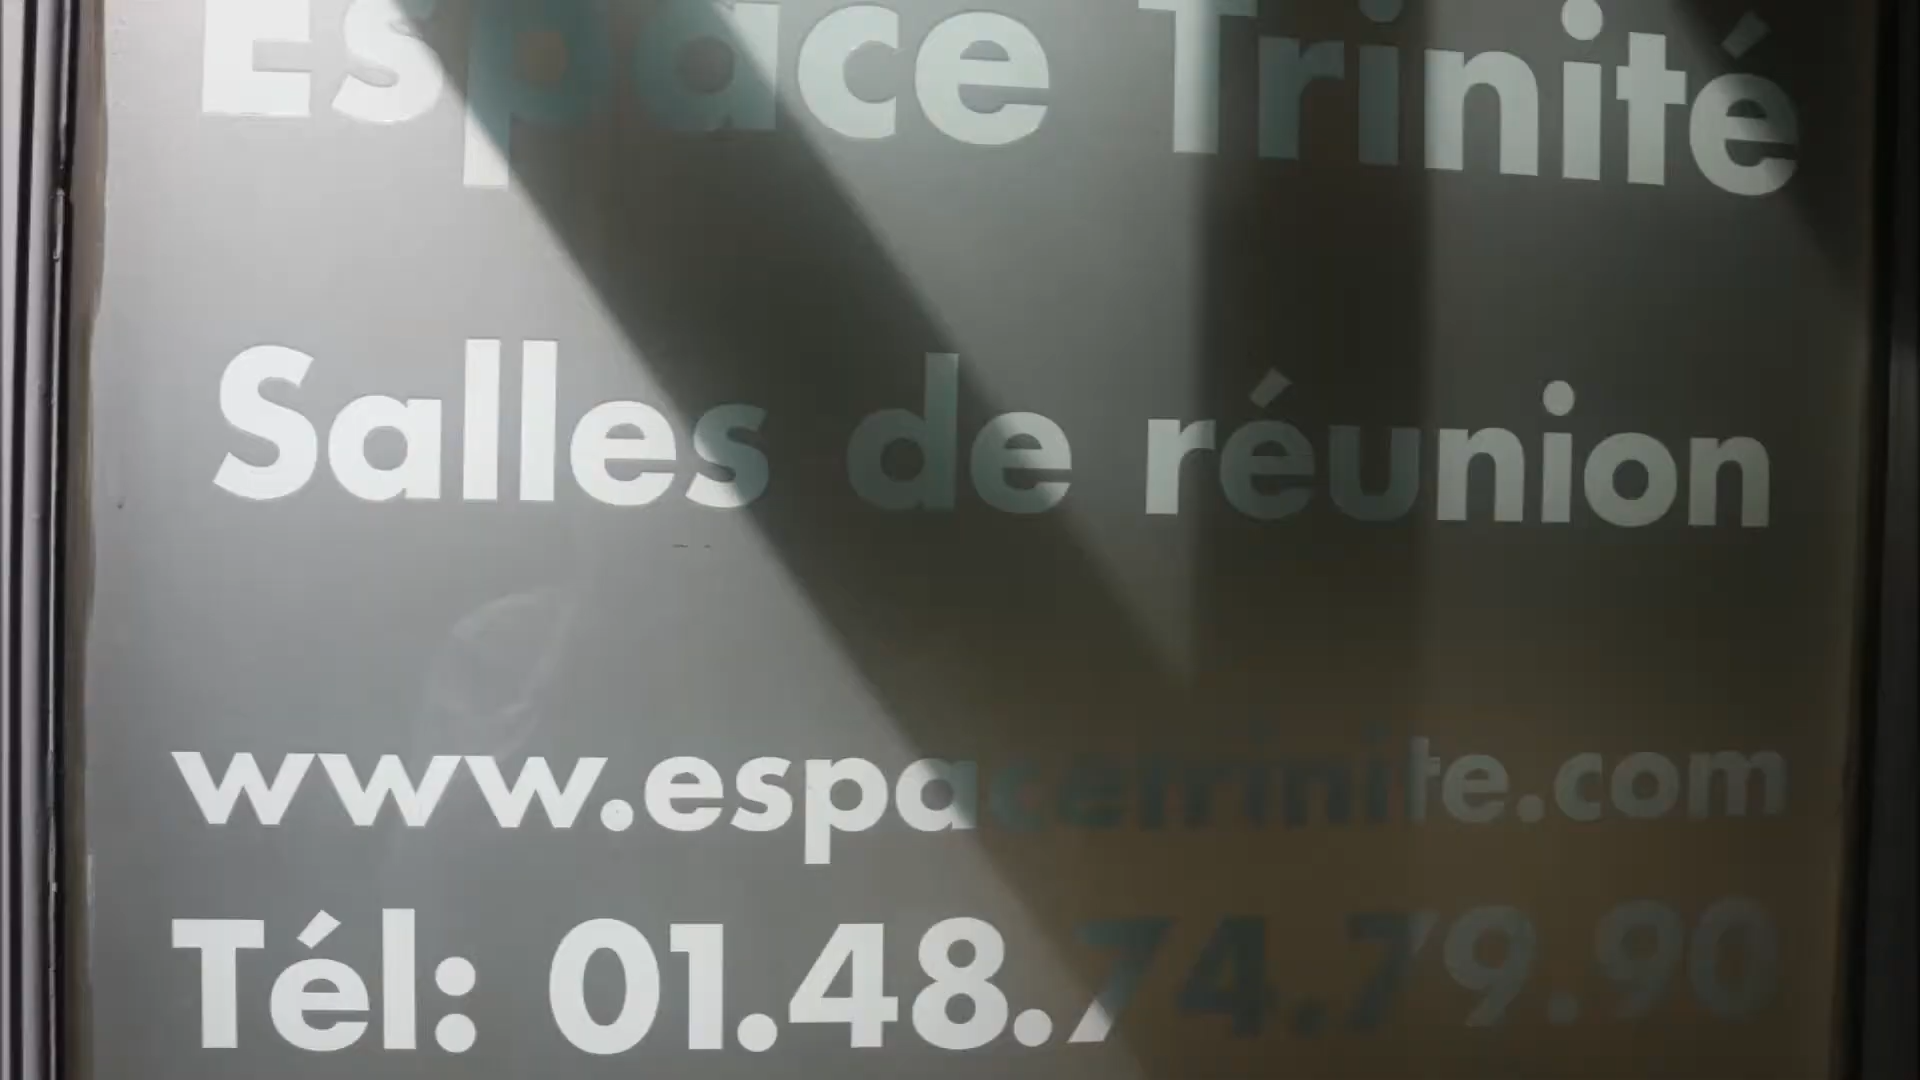 Espace Trinité
Salles de réunion
www.espacetrinite.com
Tél: 01.48.74.79.90